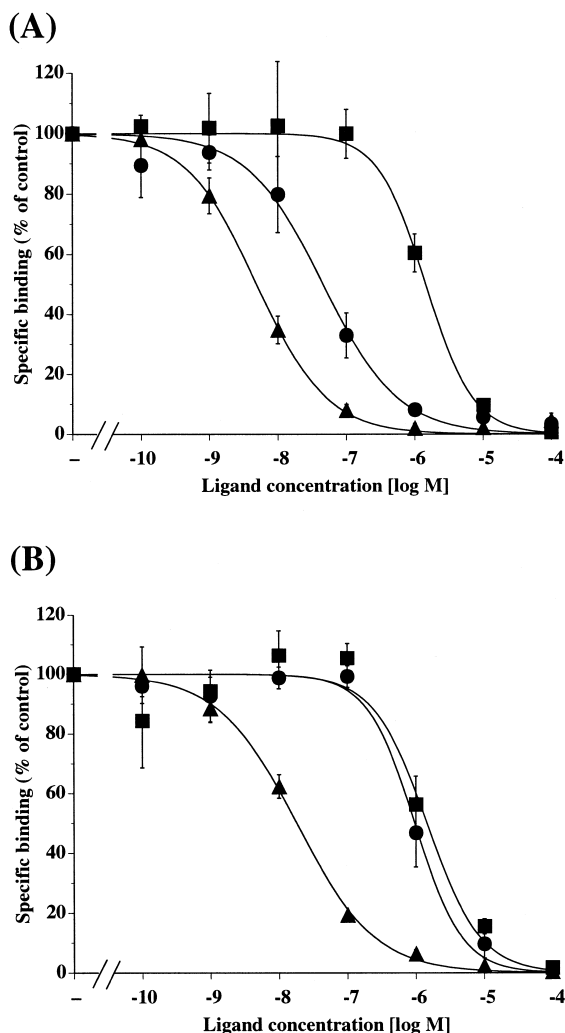 (A)
120
100
80
60
40
20
0
Specific binding (% of control)
– -10 -9 -8 -7 -6 -5 -4
Ligand concentration [log M]
(B)
120
100
80
60
40
20
0
Specific binding (% of control)
– -10 -9 -8 -7 -6 -5 -4
Ligand concentration [log M]